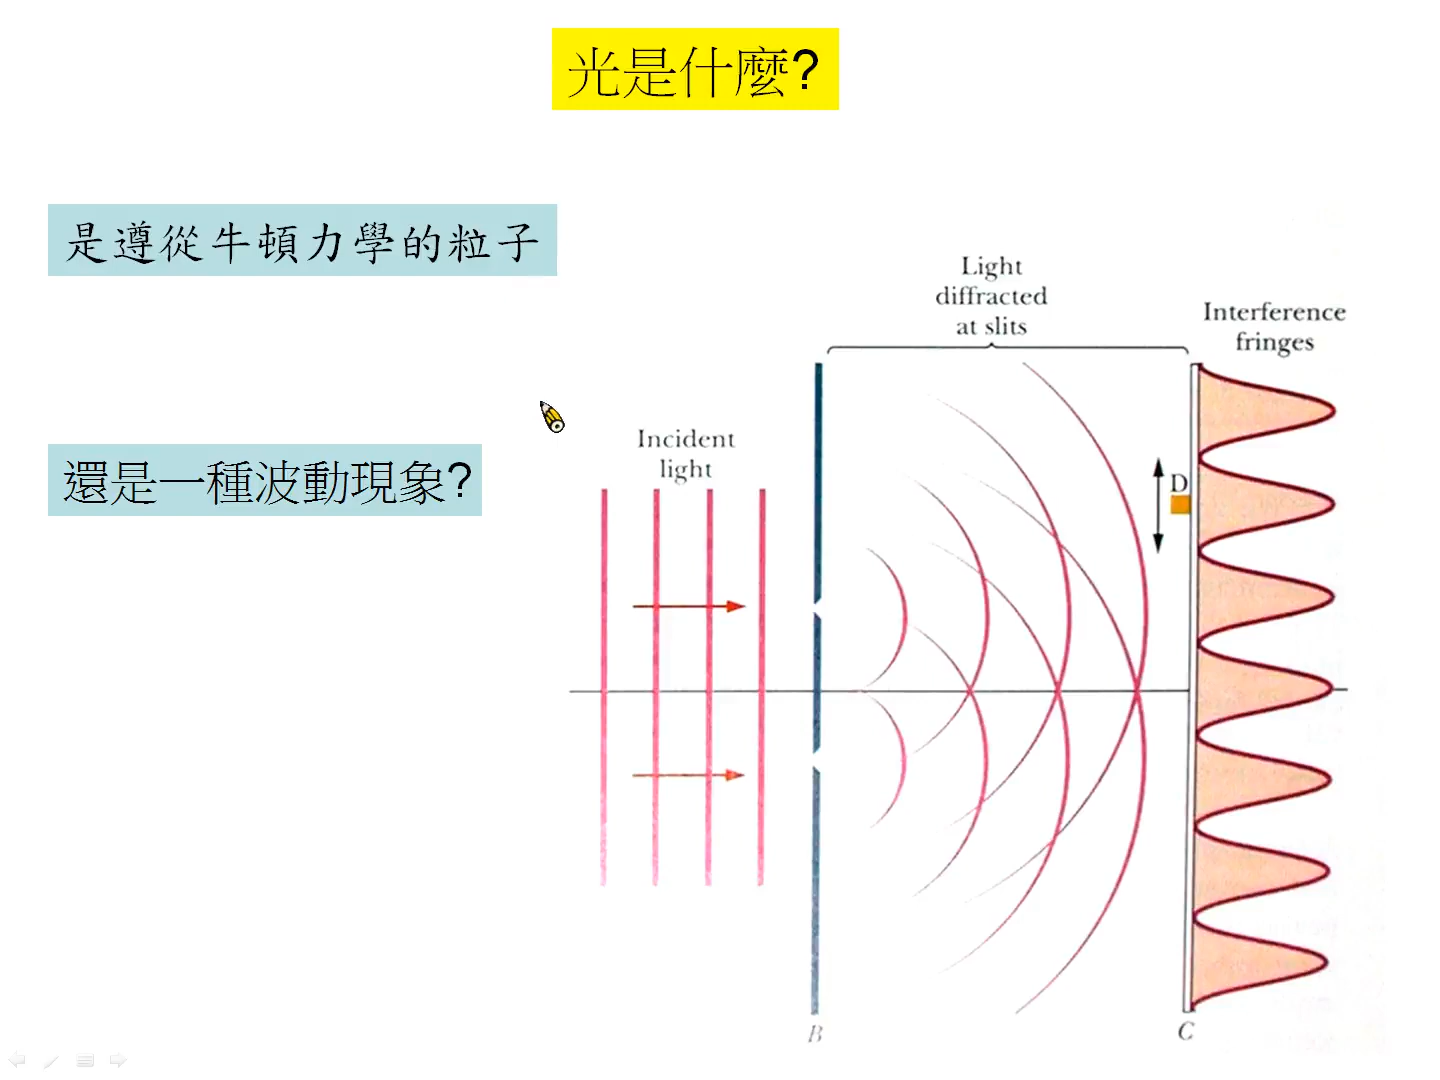 光是什麼?
是遵從牛頓力學的粒子
還是一種波動現象?
Light
diffracted
at slits
Interference
fringes
Incident
light
D
B
C